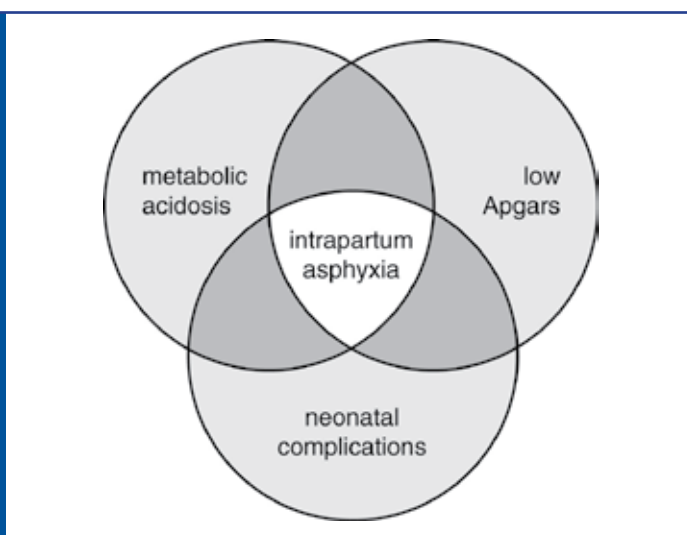 metabolic
acidosis
low
Apgars
intrapartum
asphyxia
neonatal
complications